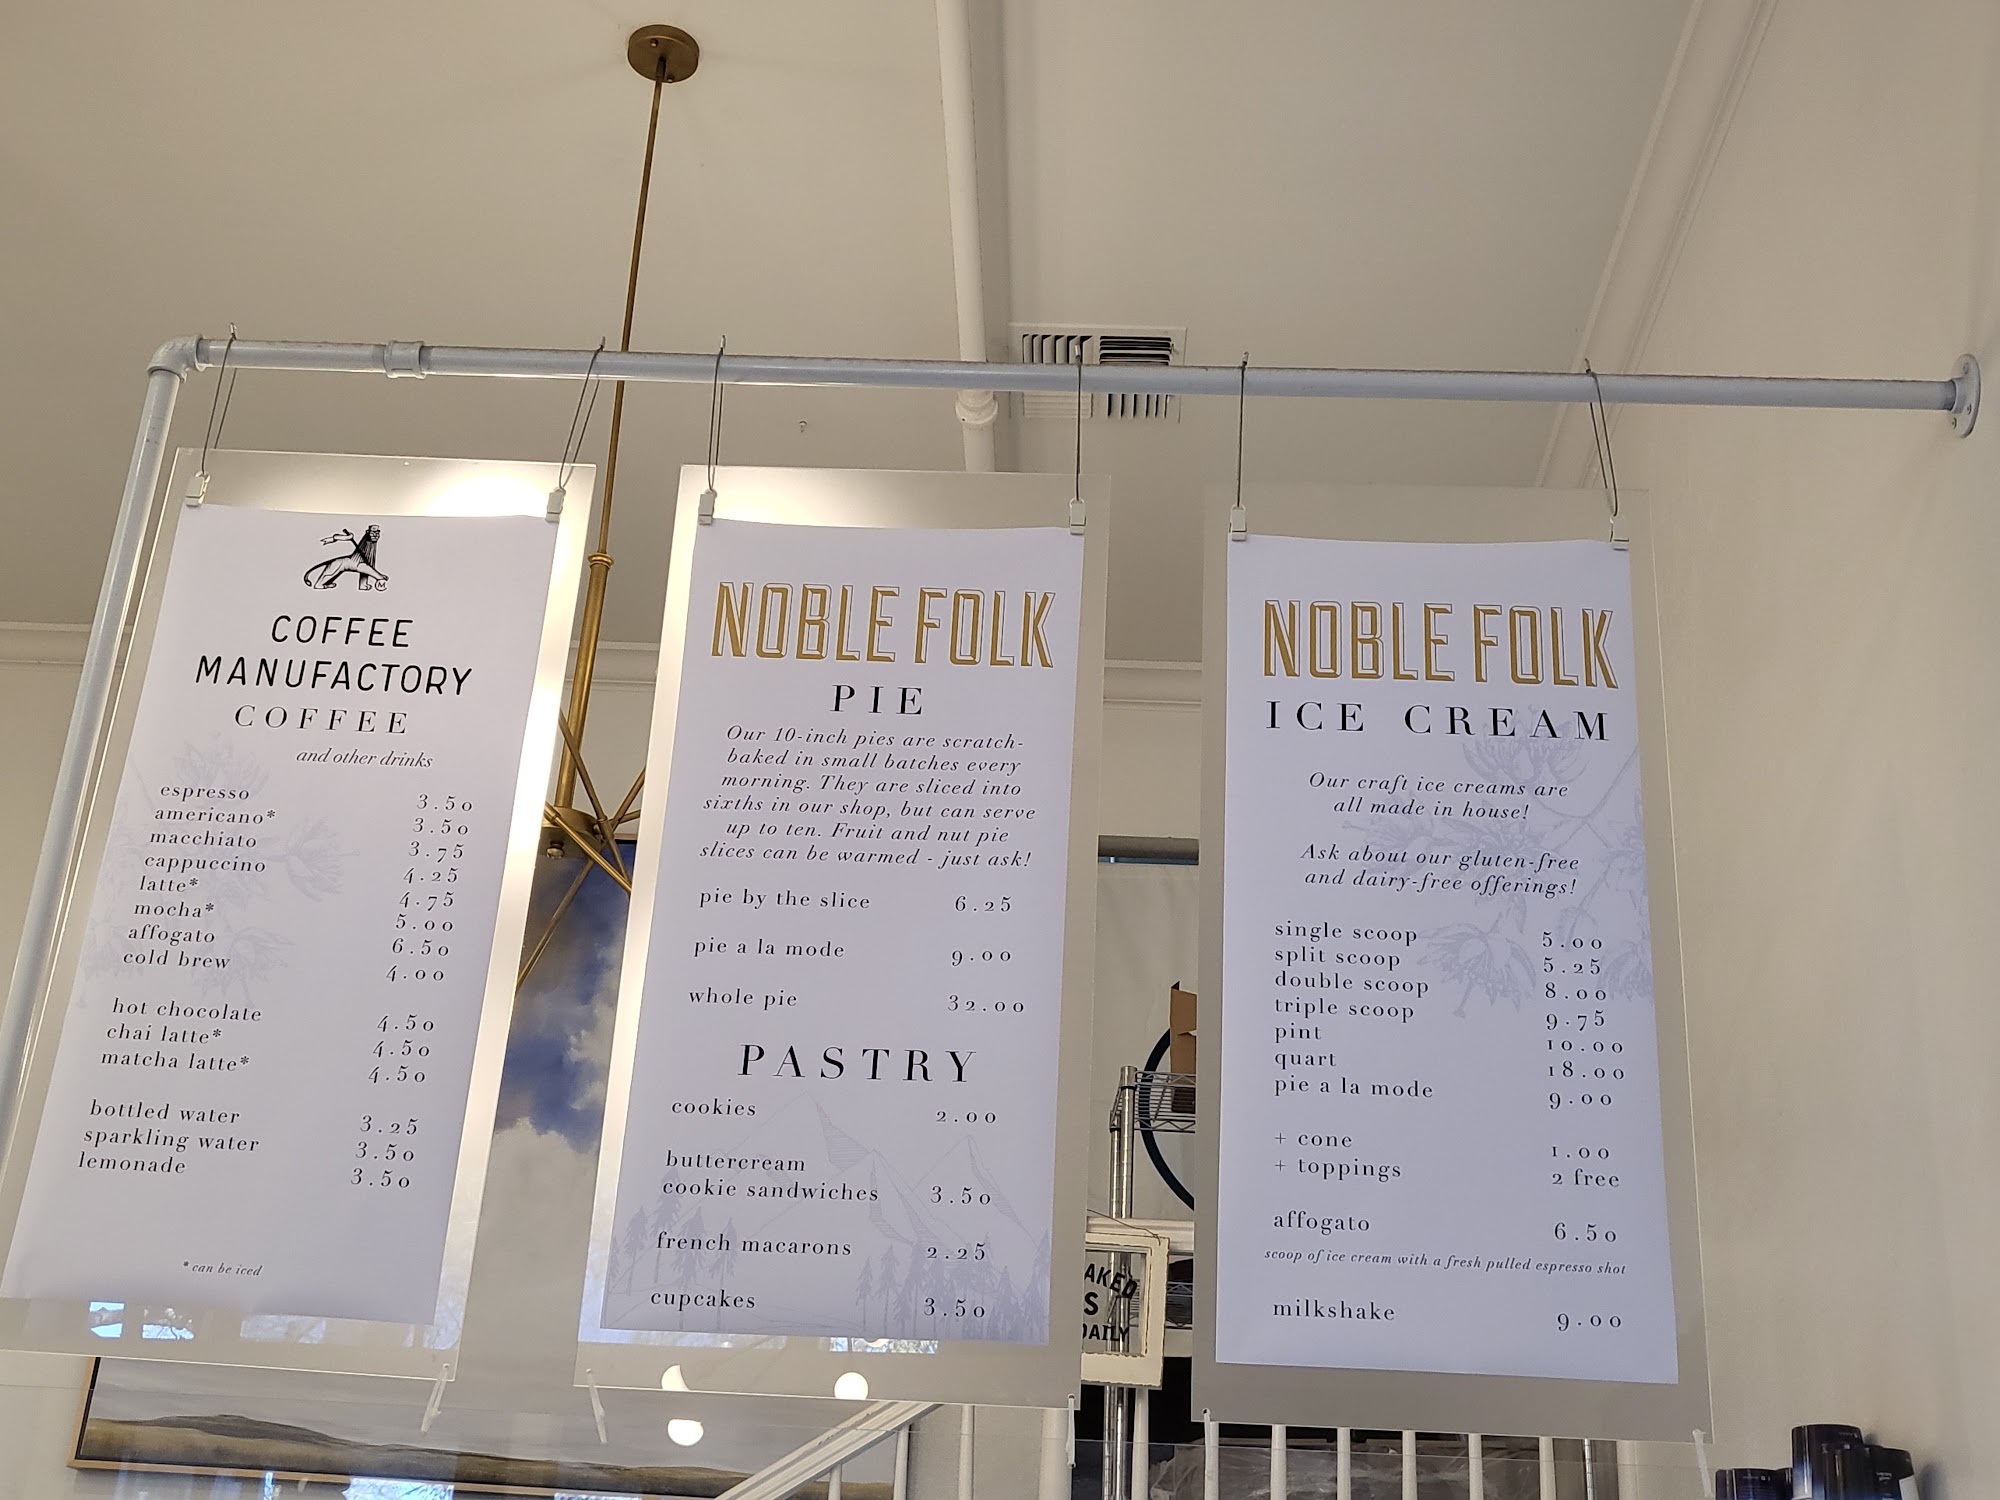 M
COFFEE
MANUFACTORY
COFFEE
and other drinks
espresso 3.50
americano* 3.50
macchiato 3.75
cappuccino 4.25
latte* 4.75
mocha* 5.00
affogato 6.50
cold brew 4.00
hot chocolate 4.50
chai latte* 4.50
matcha latte* 4.50
bottled water 3.25
sparkling water 3.50
lemonade 3.50
* can be iced
NOBLE FOLK
PIE
Our 10-inch pies are scratch-
baked in small batches every
morning. They are sliced into
sixths in our shop, but can serve
up to ten. Fruit and nut pie
slices can be warmed - just ask!
pie by the slice 6.25
pie a la mode 9.00
whole pie 32.00
PASTRY
cookies 2.00
buttercream
cookie sandwiches 3.50
french macarons 2.25
cupcakes 3.50
NOBLE FOLK
ICE CREAM
Our craft ice creams are
all made in house!
Ask about our gluten-free
and dairy-free offerings!
single scoop 5.00
split scoop 5.25
double scoop 8.00
triple scoop 9.75
pint 10.00
quart 18.00
pie a la mode 9.00
+ cone 1.00
+ toppings 2 free
affogato 6.50
scoop of ice cream with a fresh pulled espresso shot
milkshake 9.00
AKED
S
DAILY